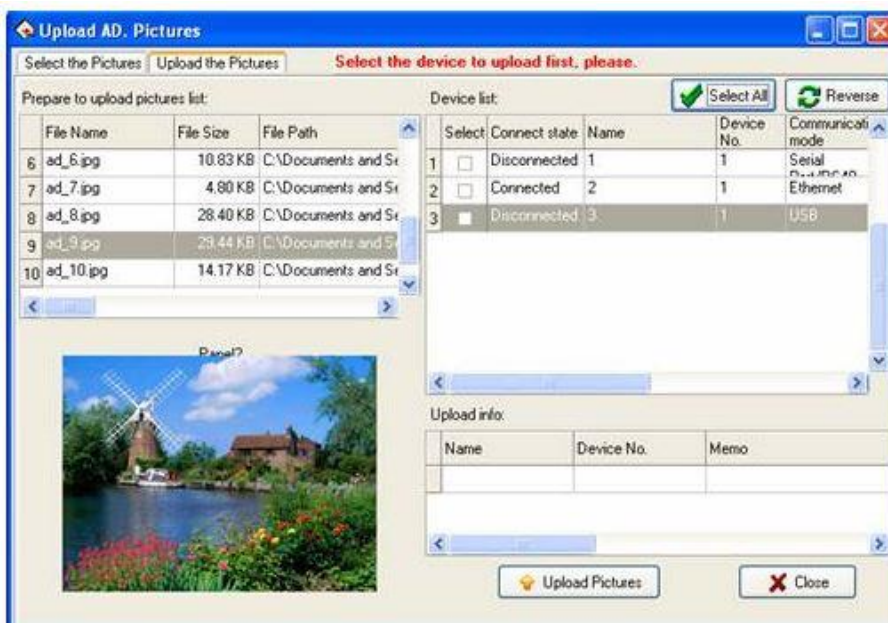 Upload AD. Pictures
Select the Pictures Upload the Pictures Select the device to upload first, please.
Prepare to upload pictures list:
File Name File Size File Path
6 ad_6.jpg 10.83 KB C:\Documents and Se
7 ad_7.jpg 4.80 KB C:\Documents and Se
8 ad_8.jpg 28.40 KB C:\Documents and Se
9 ad_9.jpg 29.44 KB C:\Documents and Se
10 ad_10.jpg 14.17 KB C:\Documents and Se
Panel?
Device list: Select All Reverse
Select Connect state Name Device No. Communicati mode
1 Disconnected 1 1 Serial
2 Connected 2 1 Ethernet
3 Disconnected 3 1 USB
Upload info:
Name Device No. Memo
Upload Pictures Close